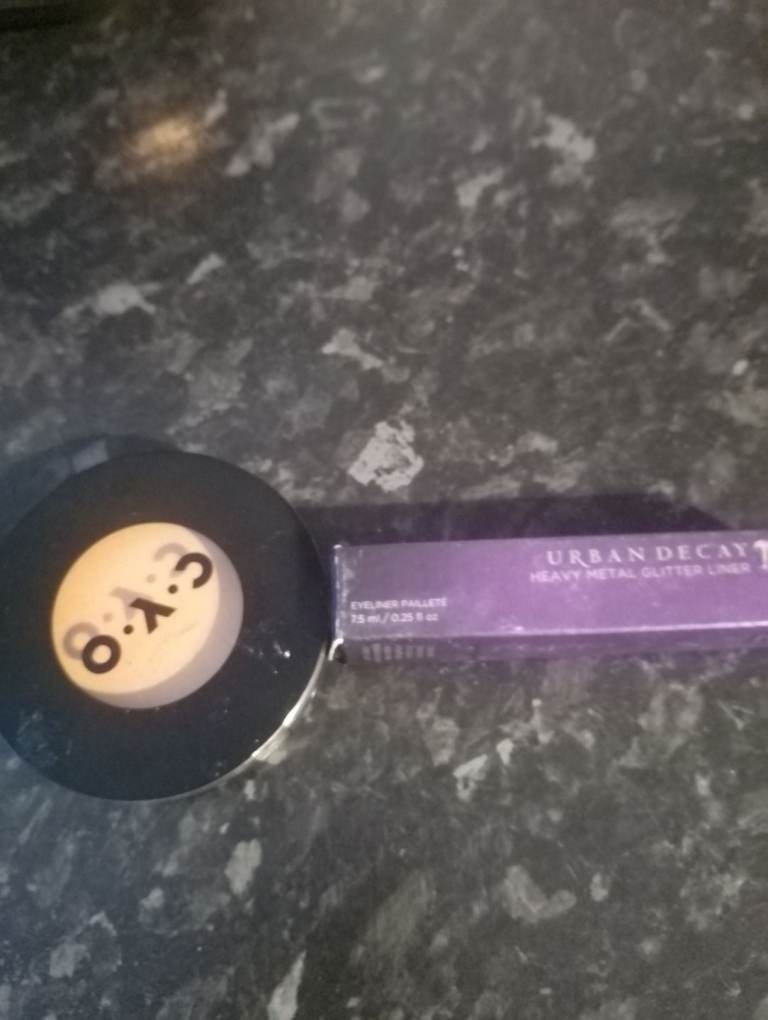 C.Y.O
URBAN DECAY
HEAVY METAL GLITTER LINER
EYELINER PAILLETÉ
7.5 ml / 0.25 fl oz